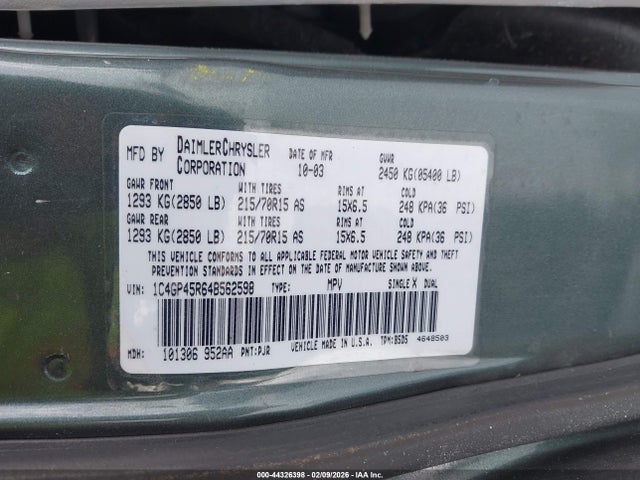 MFD BY DAIMLERCHRYSLER CORPORATION DATE OF MFR 10-03 GVWR 2450 KG(05400 LB)
GAWR FRONT WITH TIRES RIMS AT COLD
1293 KG(2850 LB) 215/70R15 AS 15X6.5 248 KPA(36 PSI)
GAWR REAR WITH TIRES RIMS AT COLD
1293 KG(2850 LB) 215/70R15 AS 15X6.5 248 KPA(36 PSI)
THIS VEHICLE CONFORMS TO ALL APPLICABLE FEDERAL MOTOR VEHICLE SAFETY AND THEFT
PREVENTION STANDARDS IN EFFECT ON THE DATE OF MANUFACTURE SHOWN ABOVE.
VIN: 1C4GP45R64B562598 TYPE: MPV SINGLE X DUAL
MDH: 101306 952AA PNT:PJR VEHICLE MADE IN U.S.A. TPM:BSD5 4648503
000-44326398 - 02/09/2026 - IAA Inc.